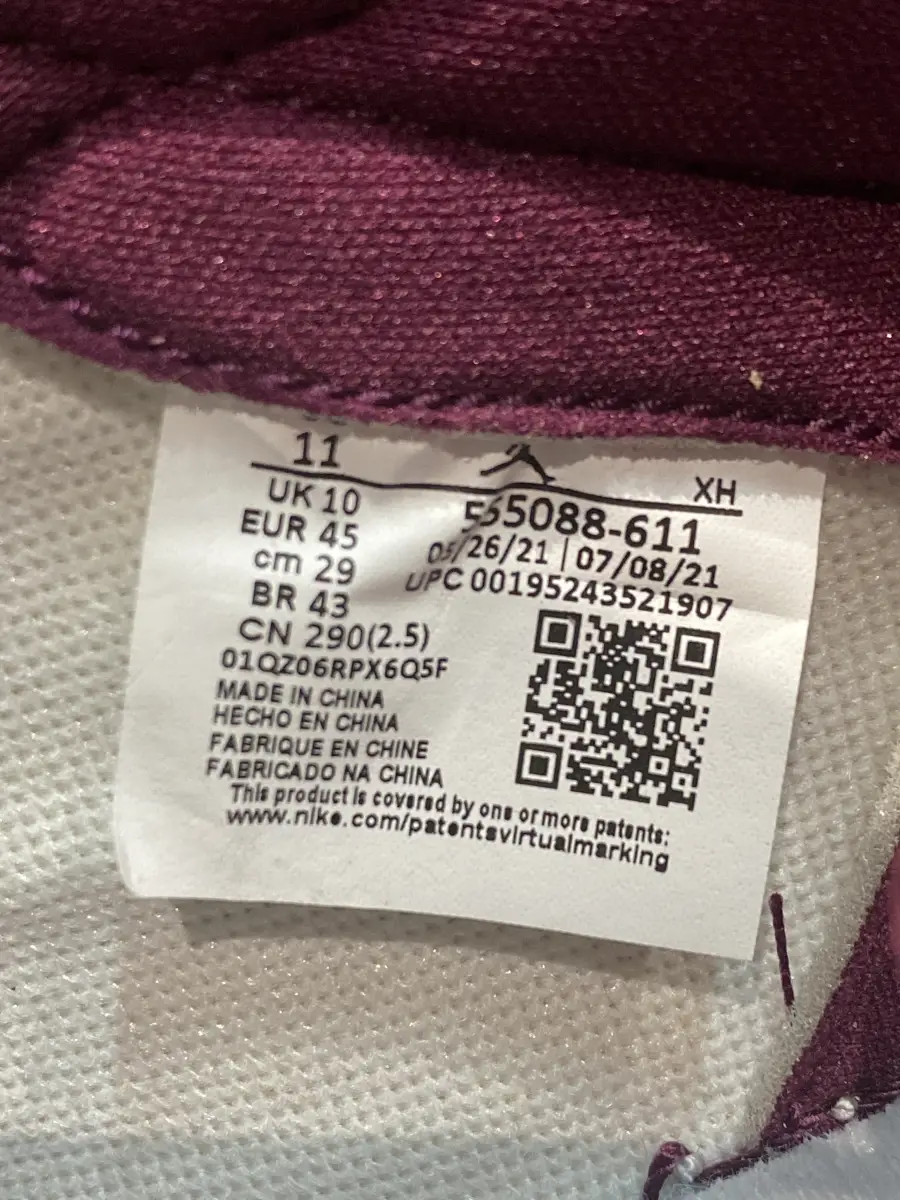 11
XH
UK 10
EUR 45
cm 29
BR 43
CN 290(2.5)
01QZ06RPX6Q5F
MADE IN CHINA
HECHO EN CHINA
FABRIQUE EN CHINE
FABRICADO NA CHINA
555088-611
05/26/21 | 07/08/21
UPC 00195243521907
This product is covered by one or more patents:
www.nike.com/patentsvirtualmarking